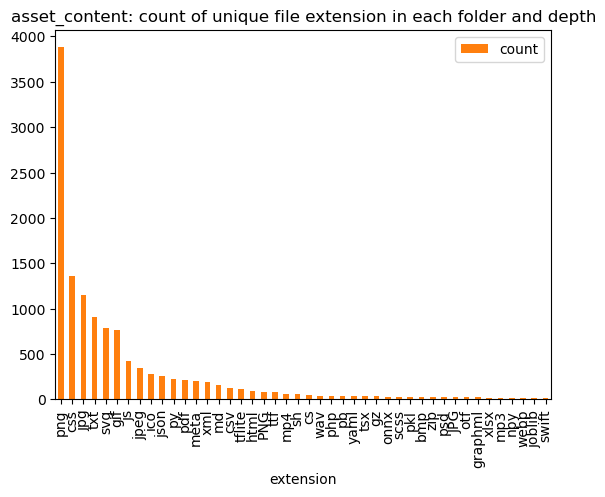 asset_content: count of unique file extension in each folder and depth
count
4000
3500
3000
2500
2000
1500
1000
500
0
png
css
jpg
txt
svg
gif
js
jpeg
ico
json
py
pdf
meta
xml
md
csv
tflite
html
PNG
ttf
mp4
sh
cs
wav
php
pb
yaml
tsx
gz
onnx
scss
pkl
bmp
zip
psd
JPG
otf
graphml
xlsx
mp3
npy
webp
joblib
swift
extension